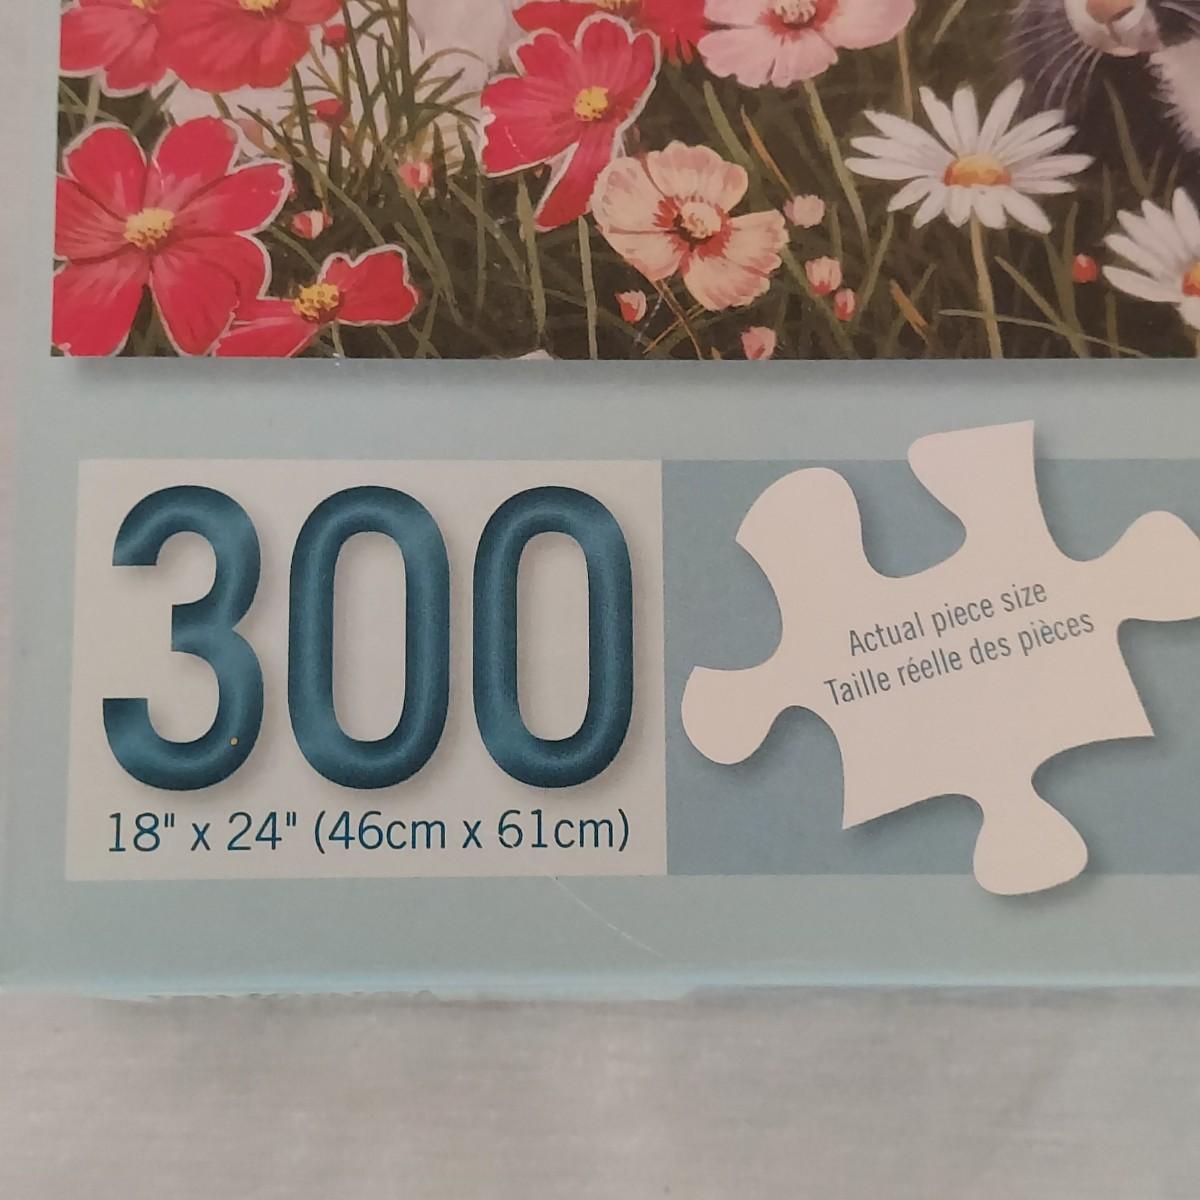 300
18" x 24" (46cm x 61cm)
Actual piece size
Taille réelle des pièces